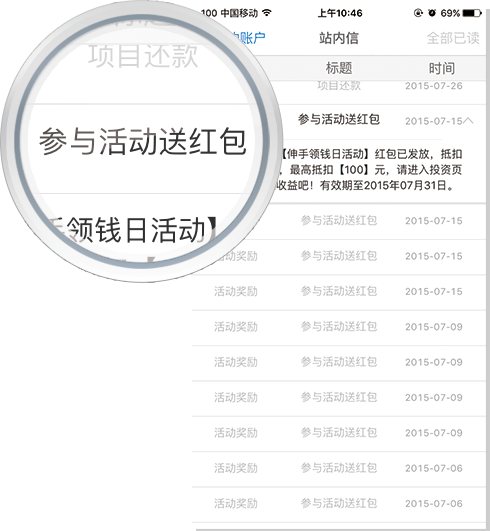 100 中国移动 上午10:46 69%
账户 站内信 全部已读
标题 时间
项目还款 2015-07-26
参与活动送红包 2015-07-15
【伸手领钱日活动】红包已发放，抵扣
，最高抵扣【100】元，请进入投资页
收益吧！有效期至2015年07月31日。
参与活动送红包 2015-07-15
活动奖励 参与活动送红包 2015-07-15
活动奖励 参与活动送红包 2015-07-15
活动奖励 参与活动送红包 2015-07-09
活动奖励 参与活动送红包 2015-07-09
活动奖励 参与活动送红包 2015-07-09
活动奖励 参与活动送红包 2015-07-09
活动奖励 参与活动送红包 2015-07-06
活动奖励 参与活动送红包 2015-07-06
项目还款
参与活动送红包
手领钱日活动】